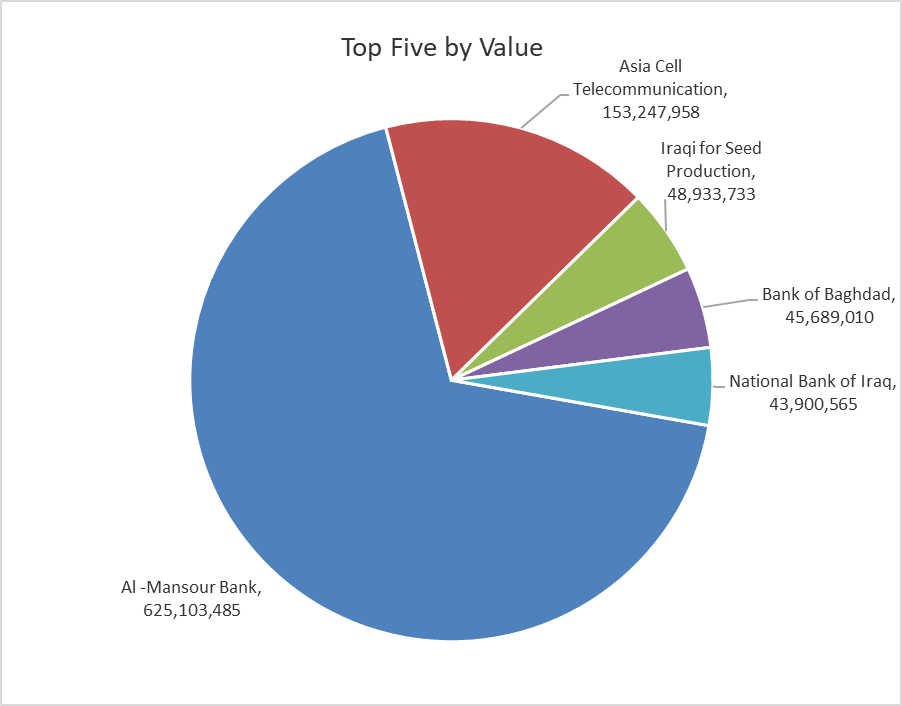 Top Five by Value
Asia Cell
Telecommunication,
153,247,958
Iraqi for Seed
Production,
48,933,733
Bank of Baghdad,
45,689,010
National Bank of Iraq,
43,900,565
Al -Mansour Bank,
625,103,485